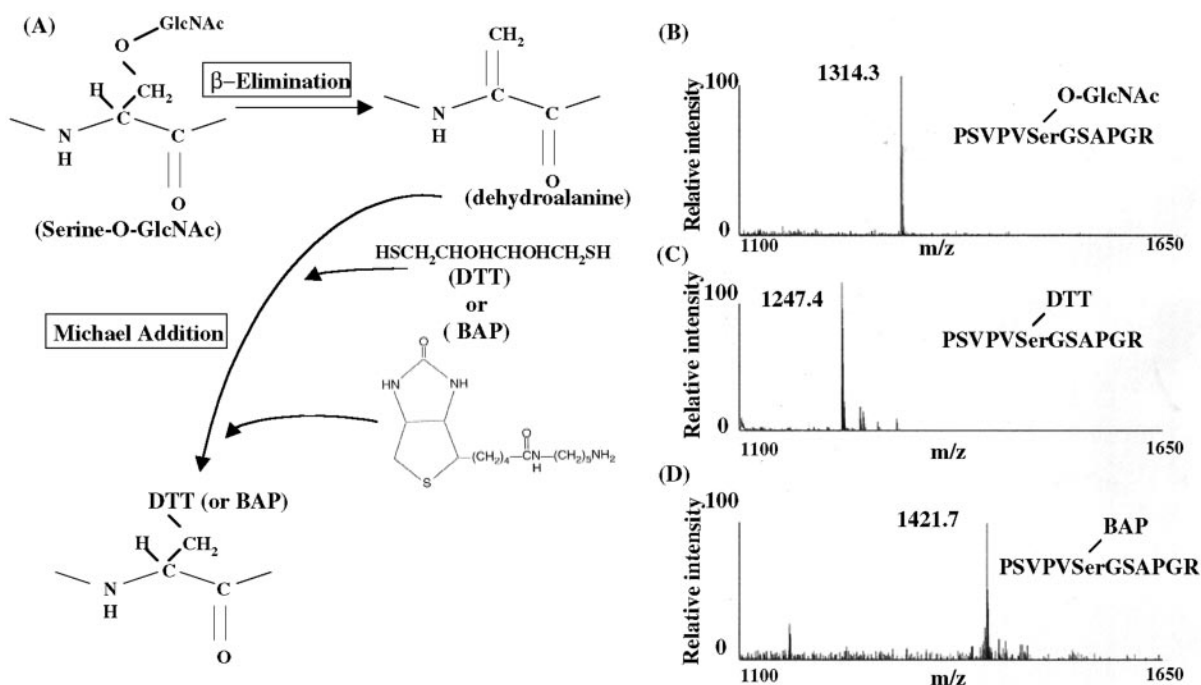 (A)
GlcNAc
O
H
CH2
C
N
H
C
O
(Serine-O-GlcNAc)
β-Elimination
CH2
C
N
H
C
O
(dehydroalanine)
HSCH2CHOHCHOHCH2SH
(DTT)
or
( BAP)
Michael Addition
O
HN
NH
S
(CH2)4
O
CN
H
(CH2)5NH2
DTT (or BAP)
H
CH2
C
N
H
C
O
(B)
100
1314.3
O-GlcNAc
PSVPVSerGSAPGR
Relative intensity
0
1100
m/z
1650
(C)
100
1247.4
DTT
PSVPVSerGSAPGR
Relative intensity
0
1100
m/z
1650
(D)
100
1421.7
BAP
PSVPVSerGSAPGR
Relative intensity
0
1100
m/z
1650